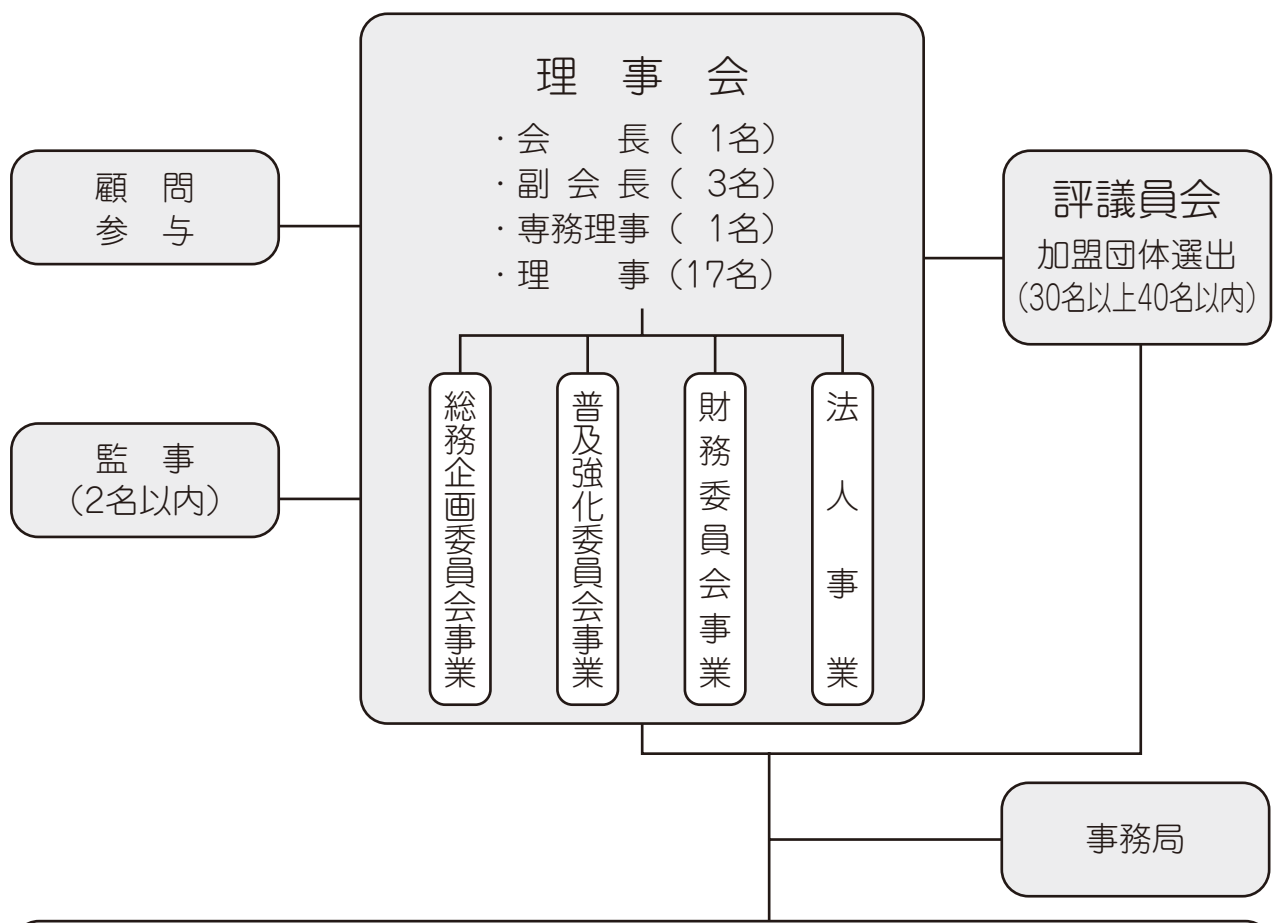 理事会
・会長( 1名)
・副会長( 3名)
・専務理事( 1名)
・理事(17名)
顧問
参与
評議員会
加盟団体選出
(30名以上40名以内)
監事
(2名以内)
総務企画委員会事業
普及強化委員会事業
財務委員会事業
法人事業
事務局